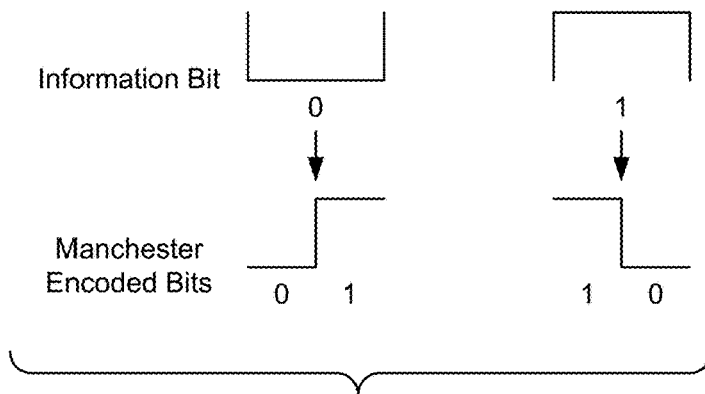 Information Bit
0
1
Manchester
Encoded Bits
0 1
1 0